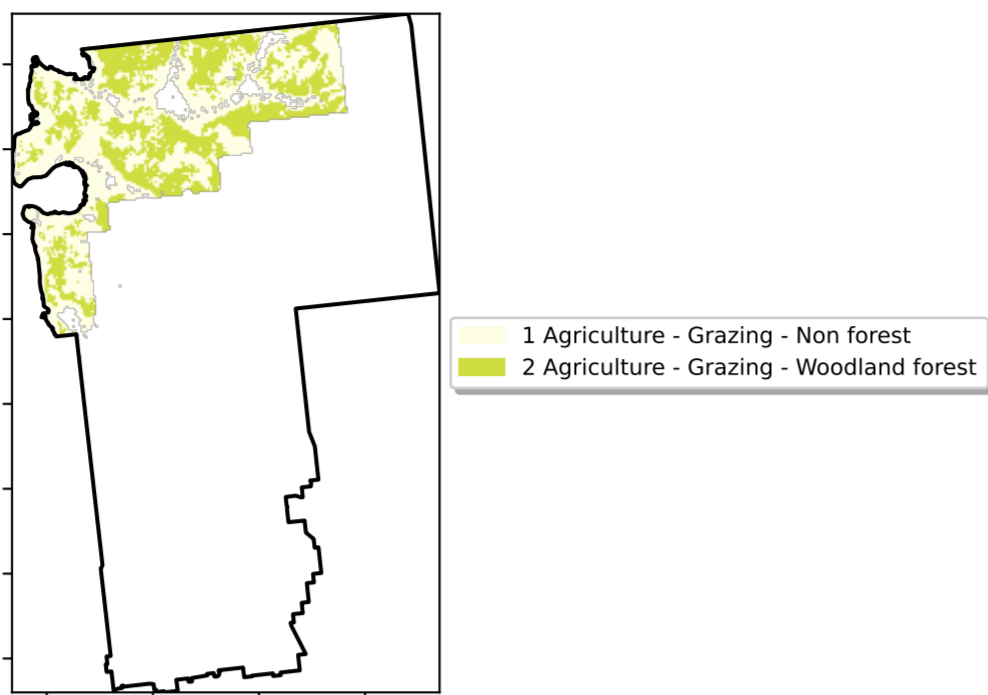 1 Agriculture - Grazing - Non forest
2 Agriculture - Grazing - Woodland forest